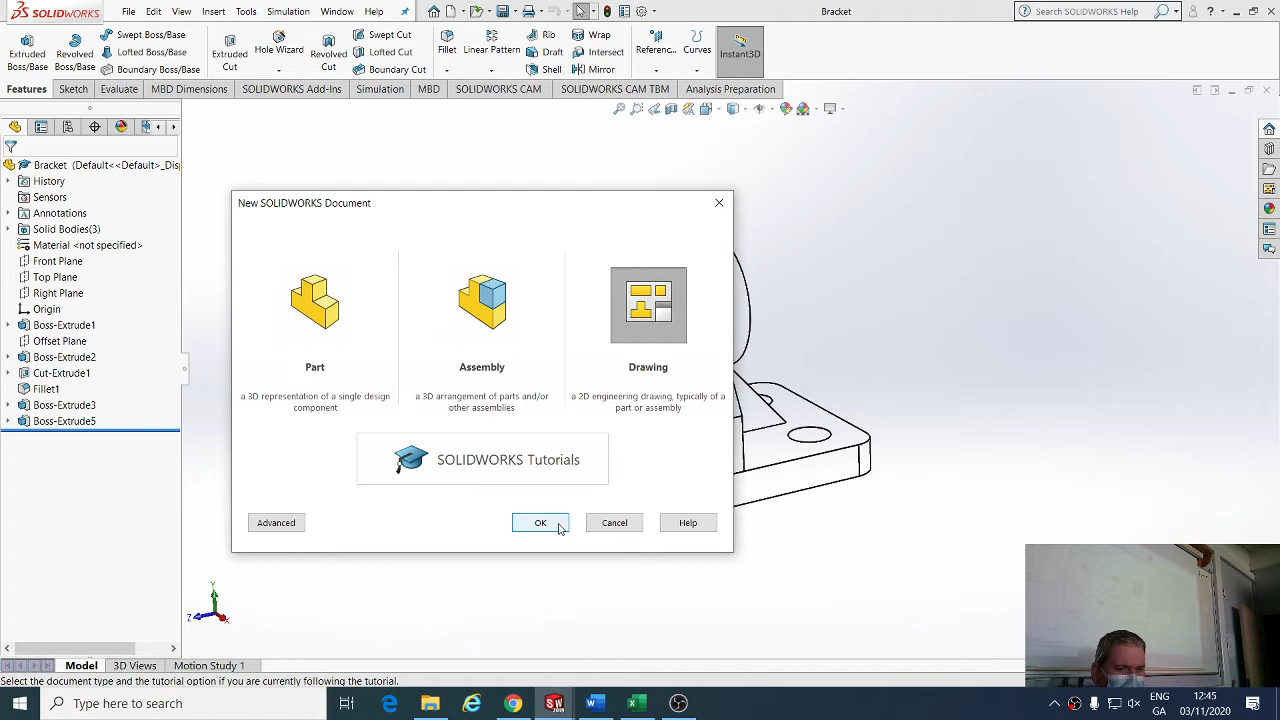 SOLIDWORKS File Edit View Insert Tools Simulation Window Help Bracket Search SOLIDWORKS Help
Extruded Boss/Base
Revolved Boss/Base
Swept Boss/Base
Lofted Boss/Base
Boundary Boss/Base
Extruded Cut
Hole Wizard
Revolved Cut
Swept Cut
Lofted Cut
Boundary Cut
Fillet
Linear Pattern
Rib
Draft
Shell
Wrap
Intersect
Mirror
Referenc...
Curves
Instant3D
Features Sketch Evaluate MBD Dimensions SOLIDWORKS Add-Ins Simulation MBD SOLIDWORKS CAM SOLIDWORKS CAM TBM Analysis Preparation
Bracket (Default<<Default>_Disp
History
Sensors
Annotations
Solid Bodies(3)
Material <not specified>
Front Plane
Top Plane
Right Plane
Origin
Boss-Extrude1
Offset Plane
Boss-Extrude2
Cut-Extrude1
Fillet1
Boss-Extrude3
Boss-Extrude5
New SOLIDWORKS Document
Part
a 3D representation of a single design
component
Assembly
a 3D arrangement of parts and/or
other assemblies
Drawing
a 2D engineering drawing, typically of a
part or assembly
SOLIDWORKS Tutorials
Advanced OK Cancel Help
Y
Z
X
Model 3D Views Motion Study 1
Select the document type and the tutorial option if you are currently following the tutorial.
Type here to search
ENG
GA
12:45
03/11/2020